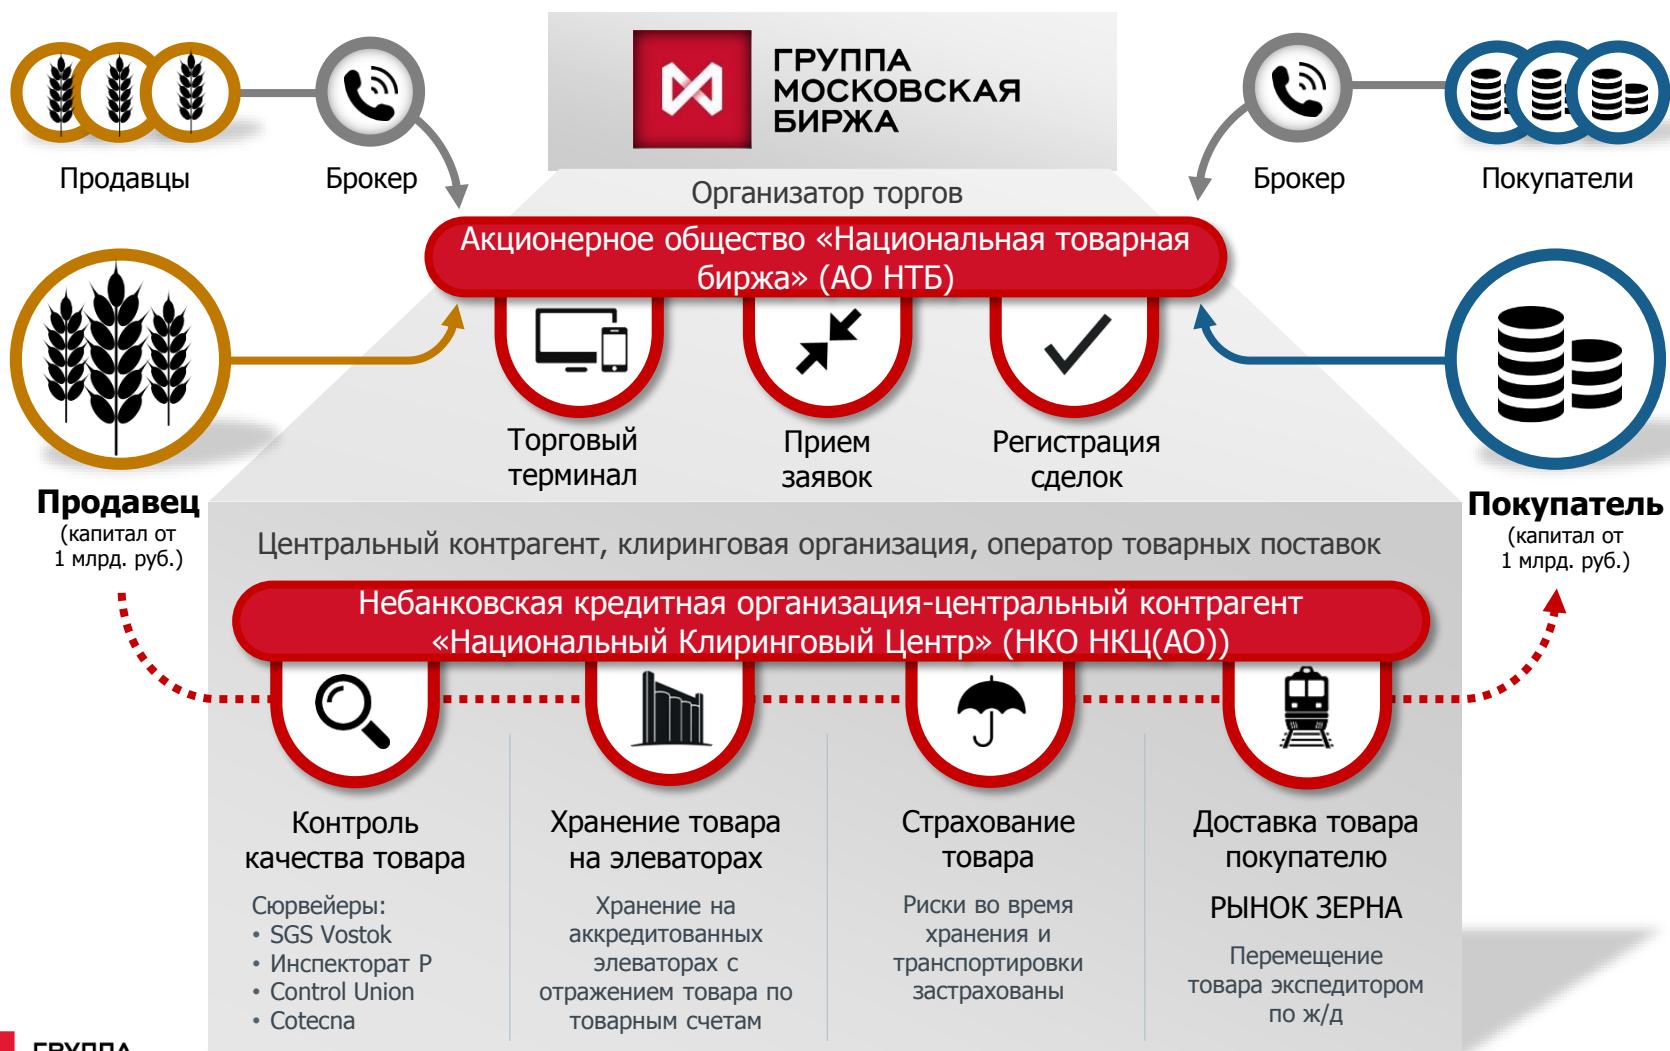 ГРУППА
МОСКОВСКАЯ
БИРЖА
Продавцы
Брокер
Брокер
Покупатели
Организатор торгов
Акционерное общество «Национальная товарная
биржа» (АО НТБ)
Торговый
терминал
Прием
заявок
Регистрация
сделок
Продавец
(капитал от
1 млрд. руб.)
Покупатель
(капитал от
1 млрд. руб.)
Центральный контрагент, клиринговая организация, оператор товарных поставок
Небанковская кредитная организация-центральный контрагент
«Национальный Клиринговый Центр» (НКО НКЦ(АО))
Контроль
качества товара
Сюрвейеры:
• SGS Vostok
• Инспекторат Р
• Control Union
• Cotecna
Хранение товара
на элеваторах
Хранение на
аккредитованных
элеваторах с
отражением товара по
товарным счетам
Страхование
товара
Риски во время
хранения и
транспортировки
застрахованы
Доставка товара
покупателю
РЫНОК ЗЕРНА
Перемещение
товара экспедитором
по ж/д
ГРУППА